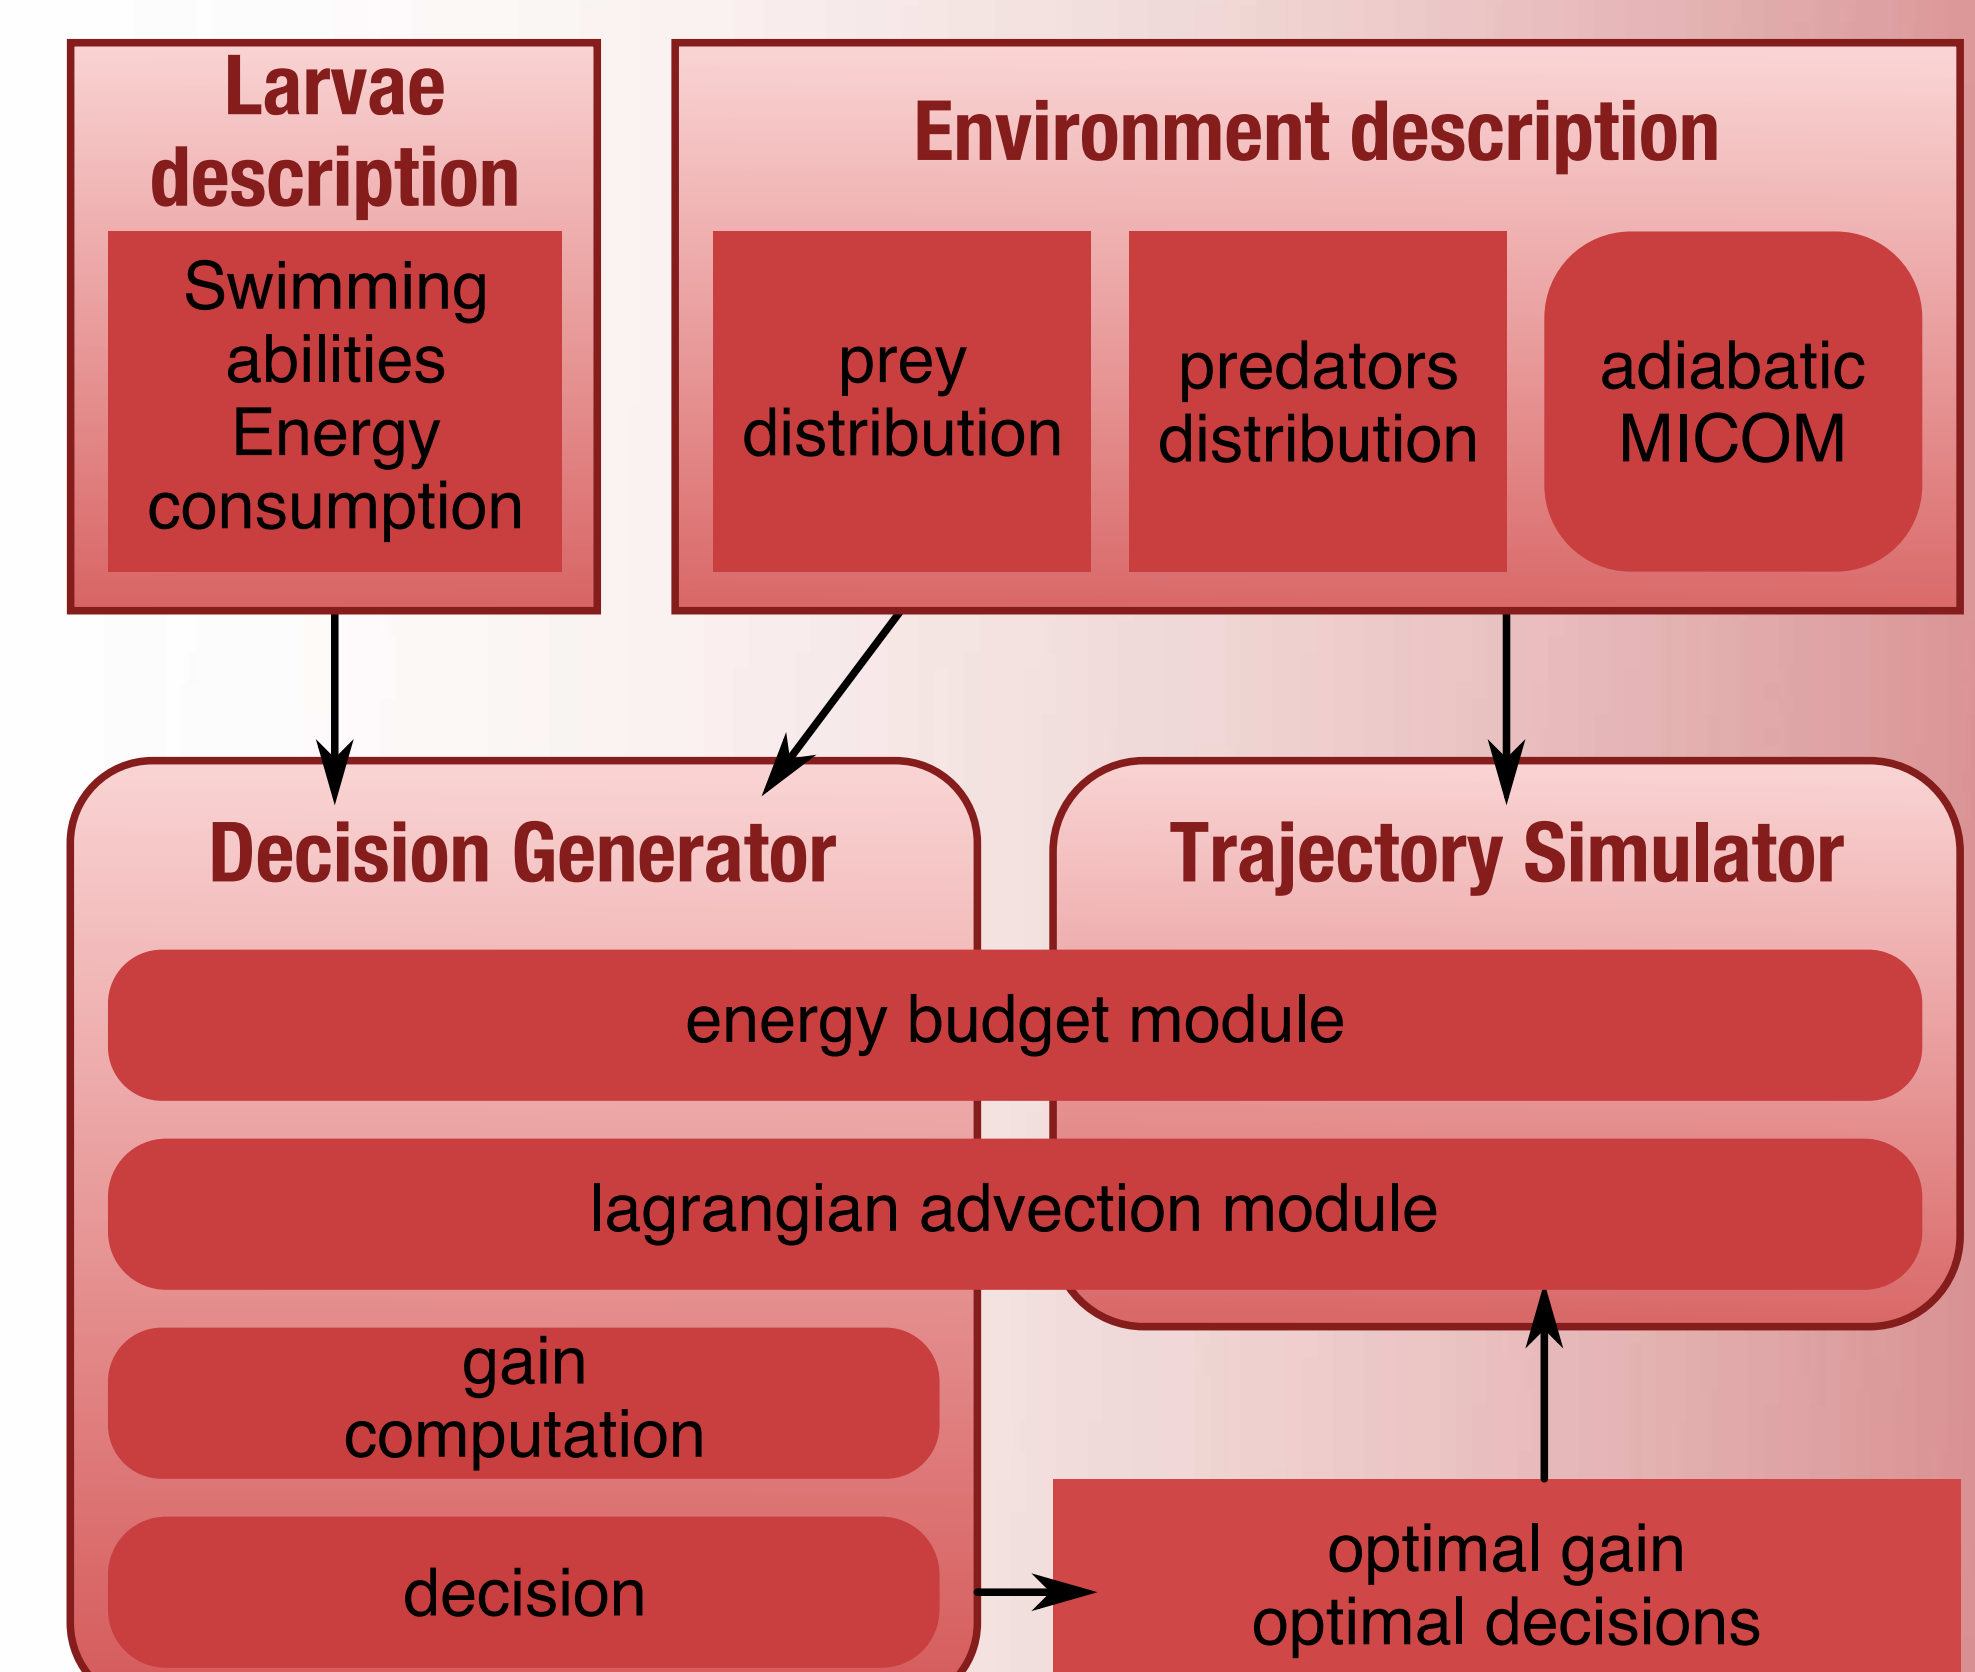 Larvae
description
Swimming
abilities
Energy
consumption
Environment description
prey
distribution
predators
distribution
adiabatic
MICOM
Decision Generator
Trajectory Simulator
energy budget module
lagrangian advection module
gain
computation
decision
optimal gain
optimal decisions